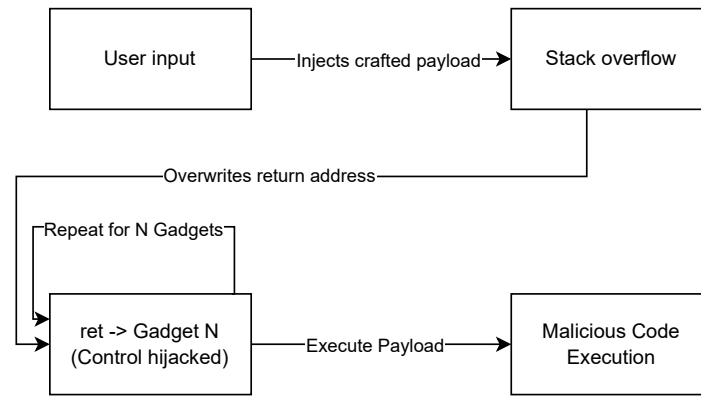 User input
Injects crafted payload
Stack overflow
Overwrites return address
Repeat for N Gadgets
ret -> Gadget N
(Control hijacked)
Execute Payload
Malicious Code
Execution